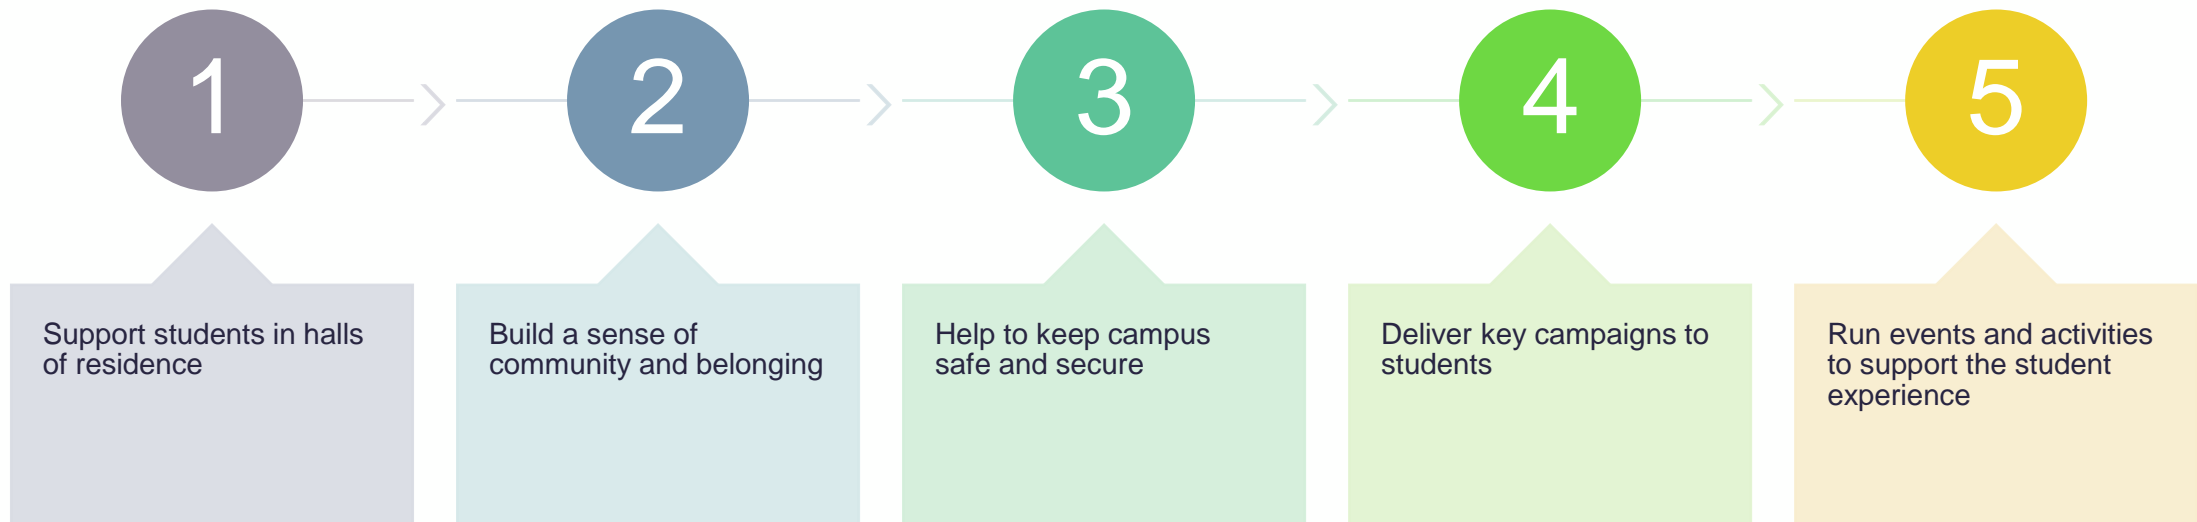 1
2
3
4
5
Support students in halls
of residence
Build a sense of
community and belonging
Help to keep campus
safe and secure
Deliver key campaigns to
students
Run events and activities
to support the student
experience